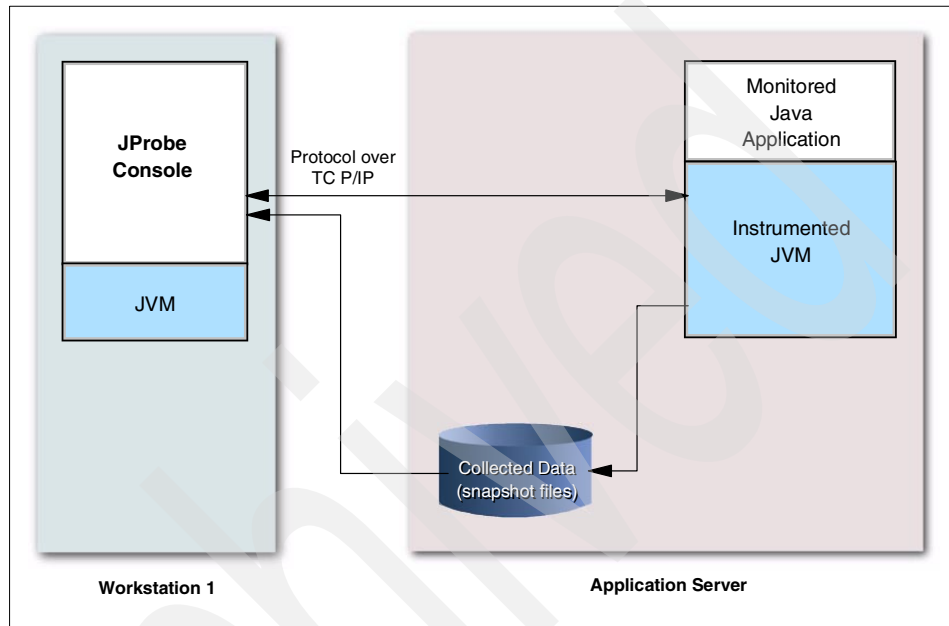 JProbe
Console
JVM
Protocol over
TC P/IP
Monitored
Java
Application
Instrumented
JVM
Collected Data
(snapshot files)
Workstation 1
Application Server